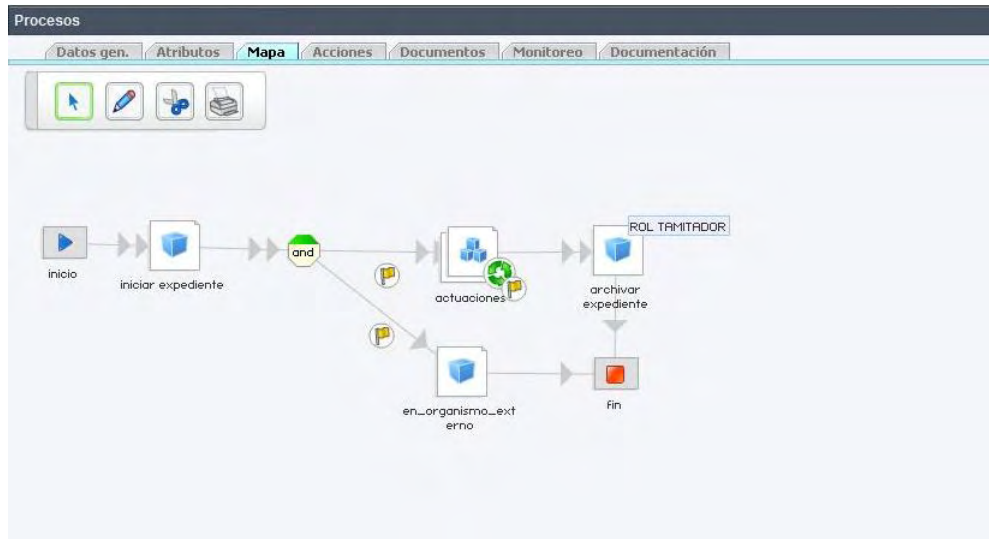 Procesos
Datos gen. Atributos Mapa Acciones Documentos Monitoreo Documentación
ROL TAMITADOR
and
inicio
iniciar expediente
actuaciones
archivar
expediente
en_organismo_ext
erno
fin